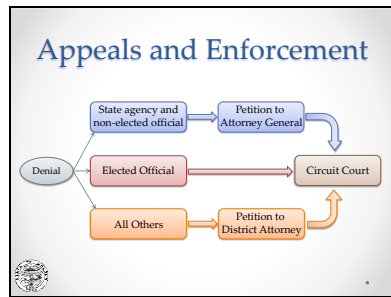 Appeals and Enforcement
State agency and
non-elected official
Petition to
Attorney General
Denial
Elected Official
Circuit Court
All Others
Petition to
District Attorney